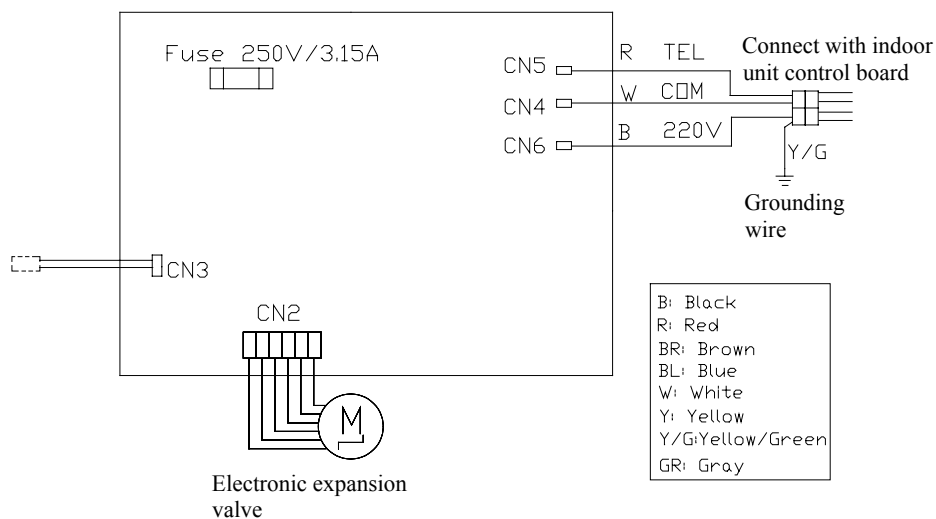 Fuse 250V/3.15A
R TEL
CN5
W COM
CN4
B 220V
CN6
Connect with indoor
unit control board
Y/G
Grounding
wire
CN3
CN2
M
Electronic expansion
valve
B: Black
R: Red
BR: Brown
BL: Blue
W: White
Y: Yellow
Y/G:Yellow/Green
GR: Gray